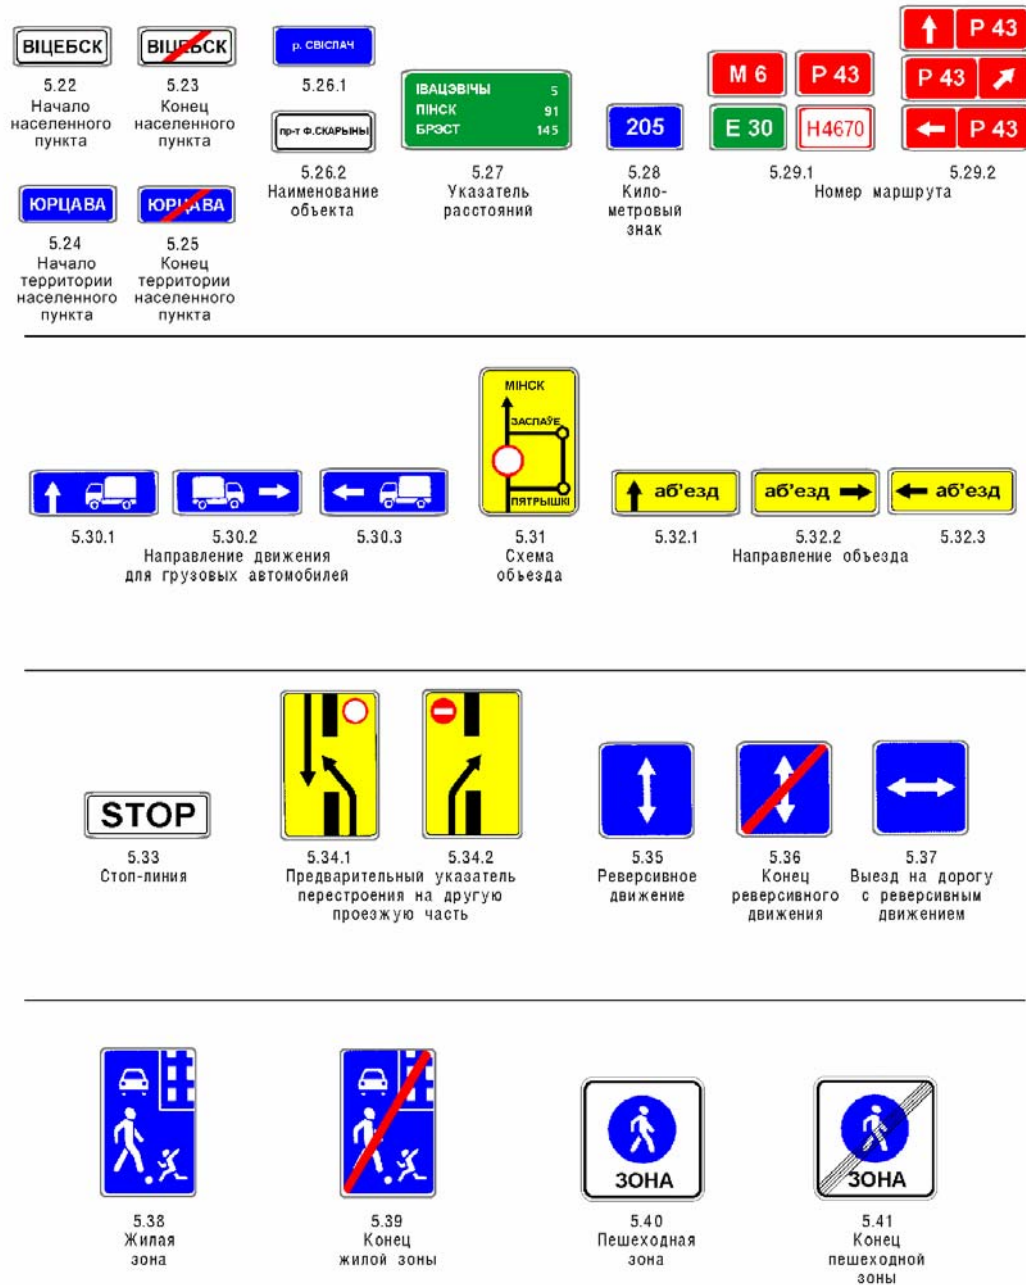 ВІЦЕБСК
5.22
Начало
населенного
пункта
ВІЦЕБСК
5.23
Конец
населенного
пункта
р. СВІСЛАЧ
5.26.1
пр-т Ф.СКАРЫНЫ
5.26.2
Наименование
объекта
ІВАЦЭВІЧЫ 5
ПІНСК 91
БРЭСТ 145
5.27
Указатель
расстояний
205
5.28
Кило-
метровый
знак
М 6
Р 43
Е 30
Н4670
5.29.1
Р 43
Р 43
Р 43
5.29.2
Номер маршрута
ЮРЦАВА
5.24
Начало
территории
населенного
пункта
ЮРЦАВА
5.25
Конец
территории
населенного
пункта
5.30.1
5.30.2
5.30.3
Направление движения
для грузовых автомобилей
МІНСК
ЗАСЛАЎЕ
ПЯТРЫШКІ
5.31
Схема
объезда
аб'езд
аб'езд
аб'езд
5.32.1
5.32.2
5.32.3
Направление объезда
STOP
5.33
Стоп-линия
5.34.1
5.34.2
Предварительный указатель
перестроения на другую
проезжую часть
5.35
Реверсивное
движение
5.36
Конец
реверсивного
движения
5.37
Выезд на дорогу
с реверсивным
движением
5.38
Жилая
зона
5.39
Конец
жилой зоны
ЗОНА
5.40
Пешеходная
зона
ЗОНА
5.41
Конец
пешеходной
зоны